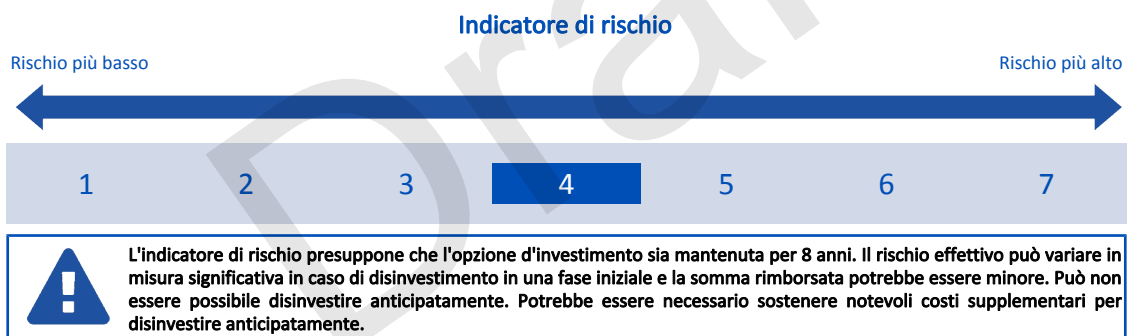 Indicatore di rischio
Rischio più basso
Rischio più alto
1 2 3 4 5 6 7
L'indicatore di rischio presuppone che l'opzione d'investimento sia mantenuta per 8 anni. Il rischio effettivo può variare in
misura significativa in caso di disinvestimento in una fase iniziale e la somma rimborsata potrebbe essere minore. Può non
essere possibile disinvestire anticipatamente. Potrebbe essere necessario sostenere notevoli costi supplementari per
disinvestire anticipatamente.